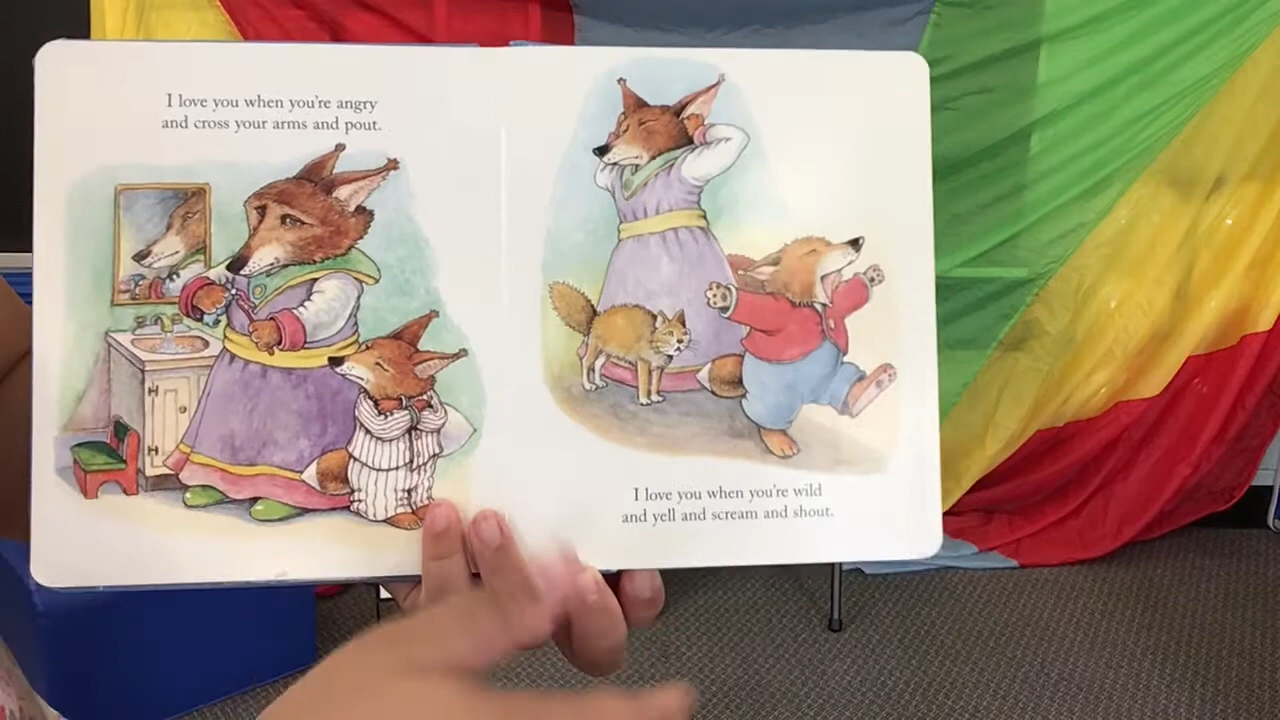 I love you when you're angry
and cross your arms and pout.
I love you when you're wild
and yell and scream and shout.